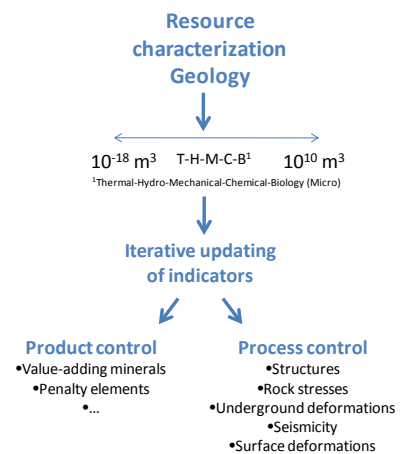 Resource
characterization
Geology
10⁻¹⁸ m³ T-H-M-C-B¹ 10¹⁰ m³
¹Thermal-Hydro-Mechanical-Chemical-Biology (Micro)
Iterative updating
of indicators
Product control
•Value-adding minerals
•Penalty elements
•...
Process control
•Structures
•Rock stresses
•Underground deformations
•Seismicity
•Surface deformations